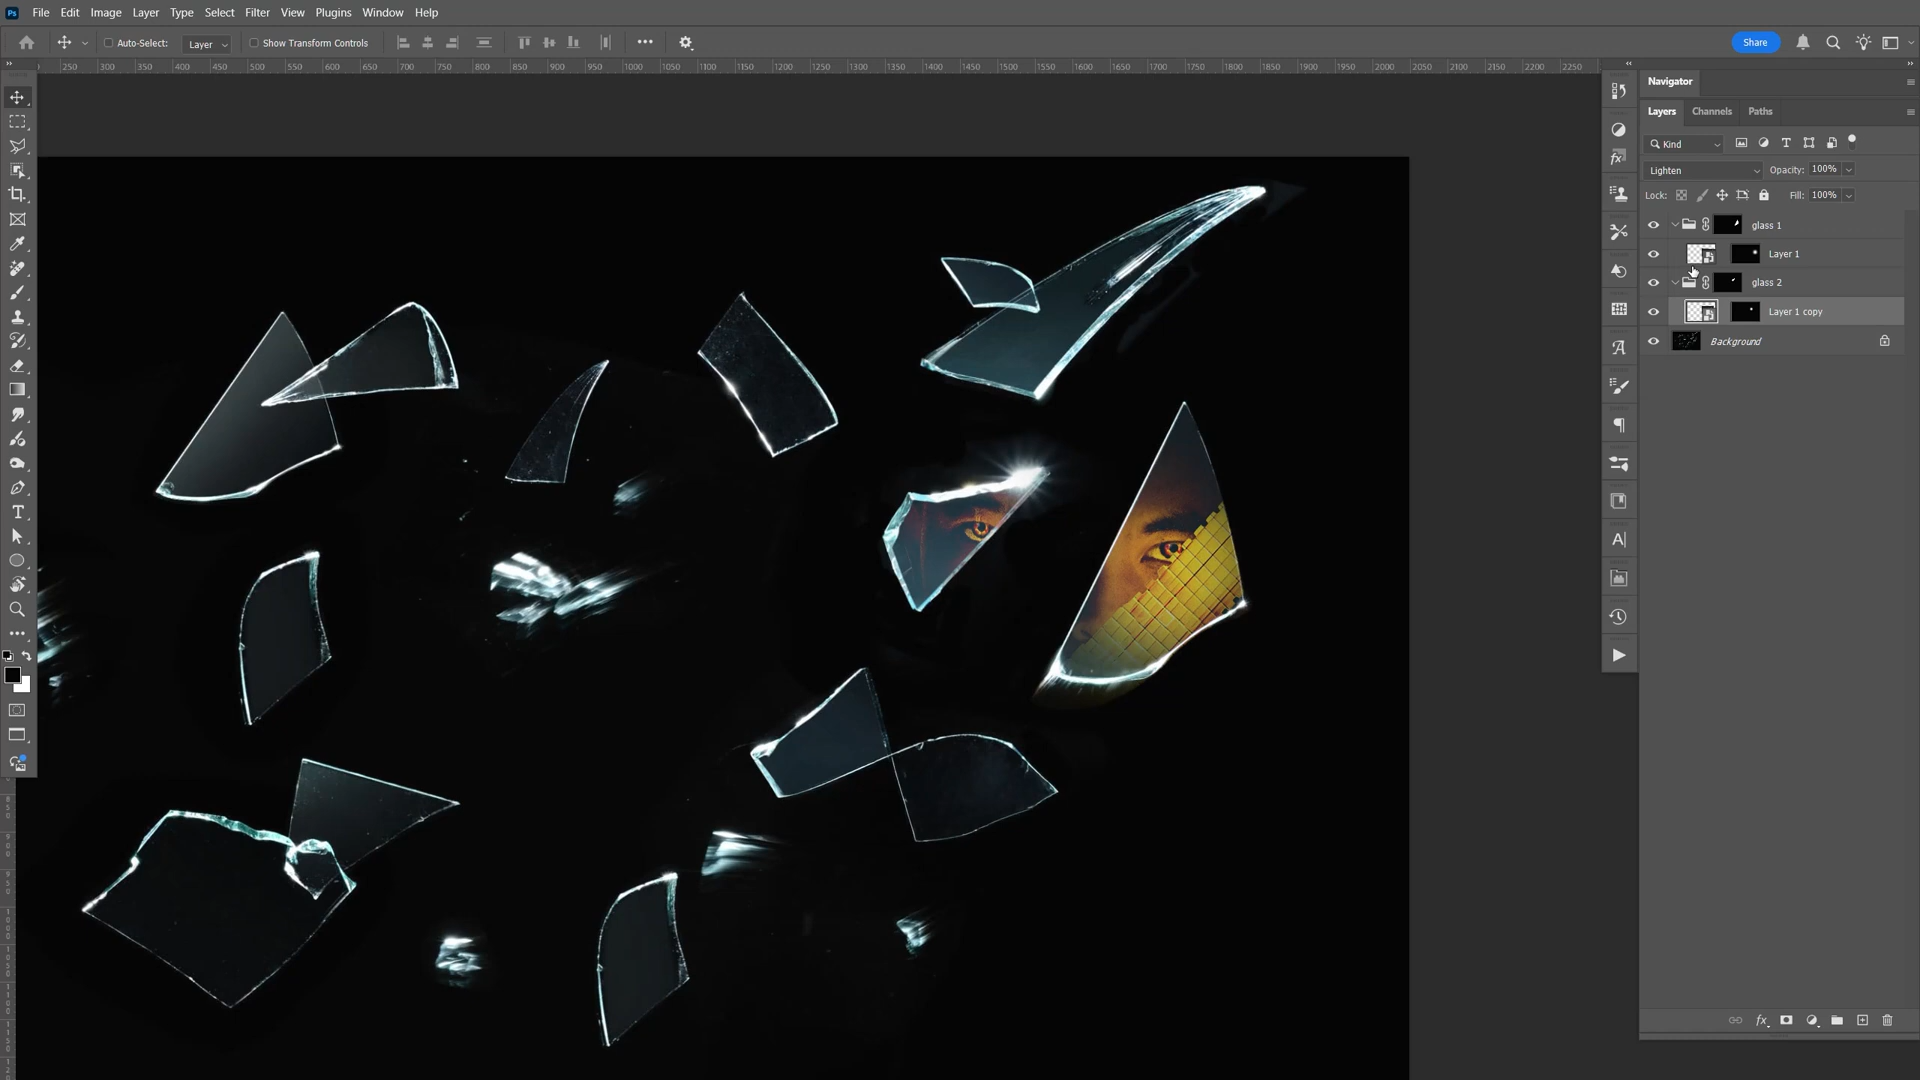 Ps File Edit Image Layer Type Select Filter View Plugins Window Help
Auto-Select: Layer Show Transform Controls Share
250 300 350 400 450 500 550 600 650 700 750 800 850 900 950 1000 1050 1100 1150 1200 1250 1300 1350 1400 1450 1500 1550 1600 1650 1700 1750 1800 1850 1900 1950 2000 2050 2100 2150 2200 2250
Navigator
Layers Channels Paths
Kind
Lighten Opacity: 100%
Lock: Fill: 100%
glass 1
Layer 1
glass 2
Layer 1 copy
Background